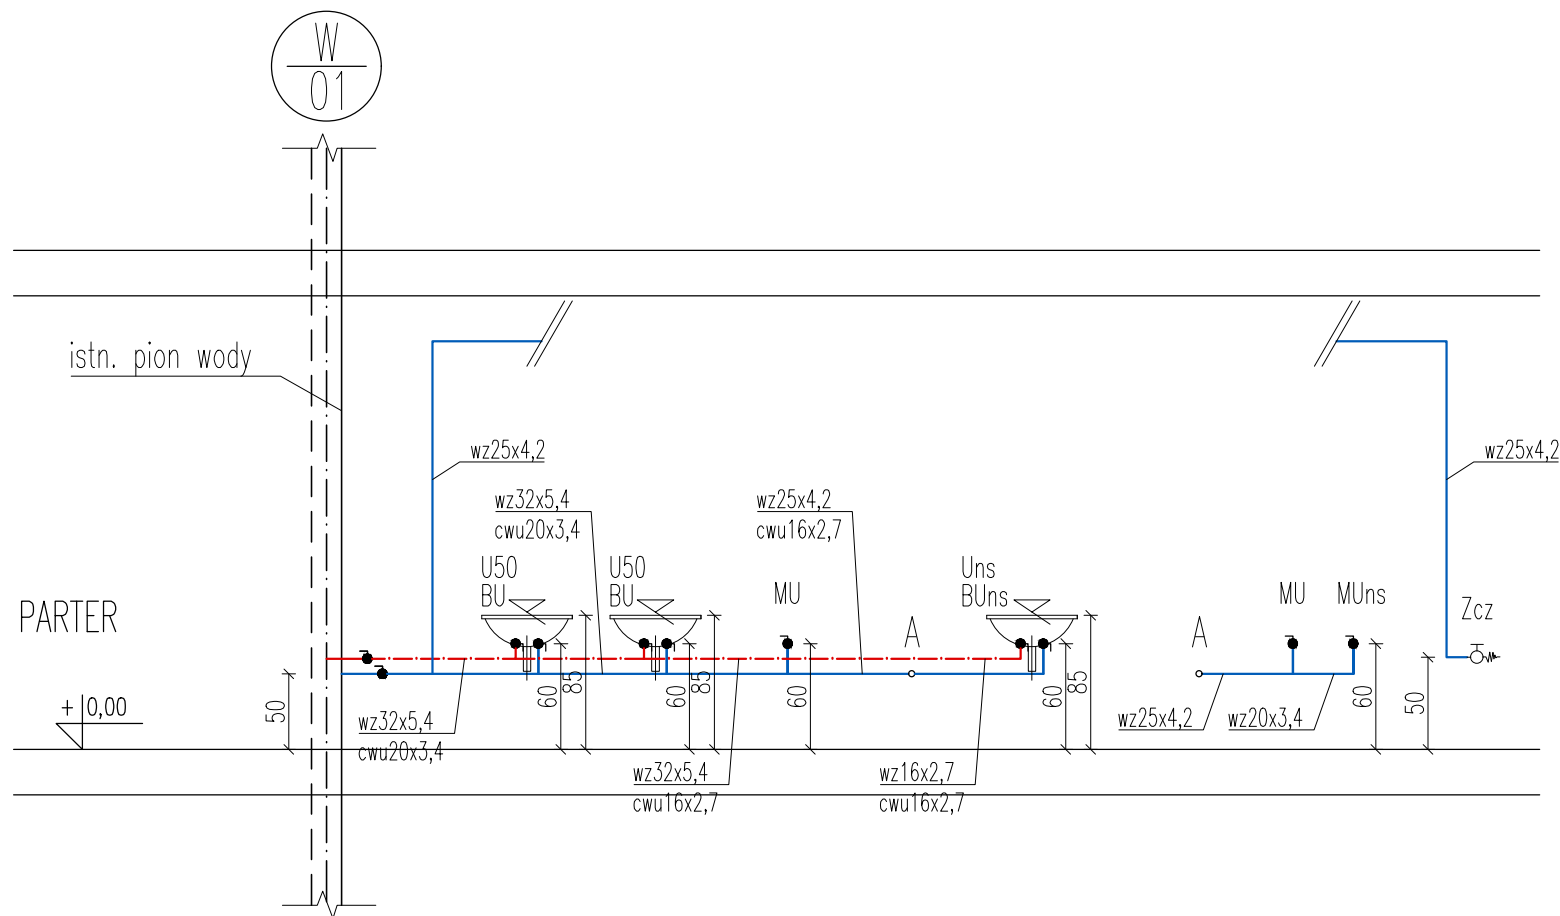 W
01
istn. pion wody
wz25x4,2
wz25x4,2
wz32x5,4
cwu20x3,4
wz25x4,2
cwu16x2,7
U50
BU
U50
BU
MU
Uns
BUns
MU
MUns
Zcz
PARTER
A
A
+ 0,00
50
60
85
60
85
60
60
85
60
50
wz32x5,4
cwu20x3,4
wz25x4,2
wz20x3,4
wz32x5,4
cwu16x2,7
wz16x2,7
cwu16x2,7